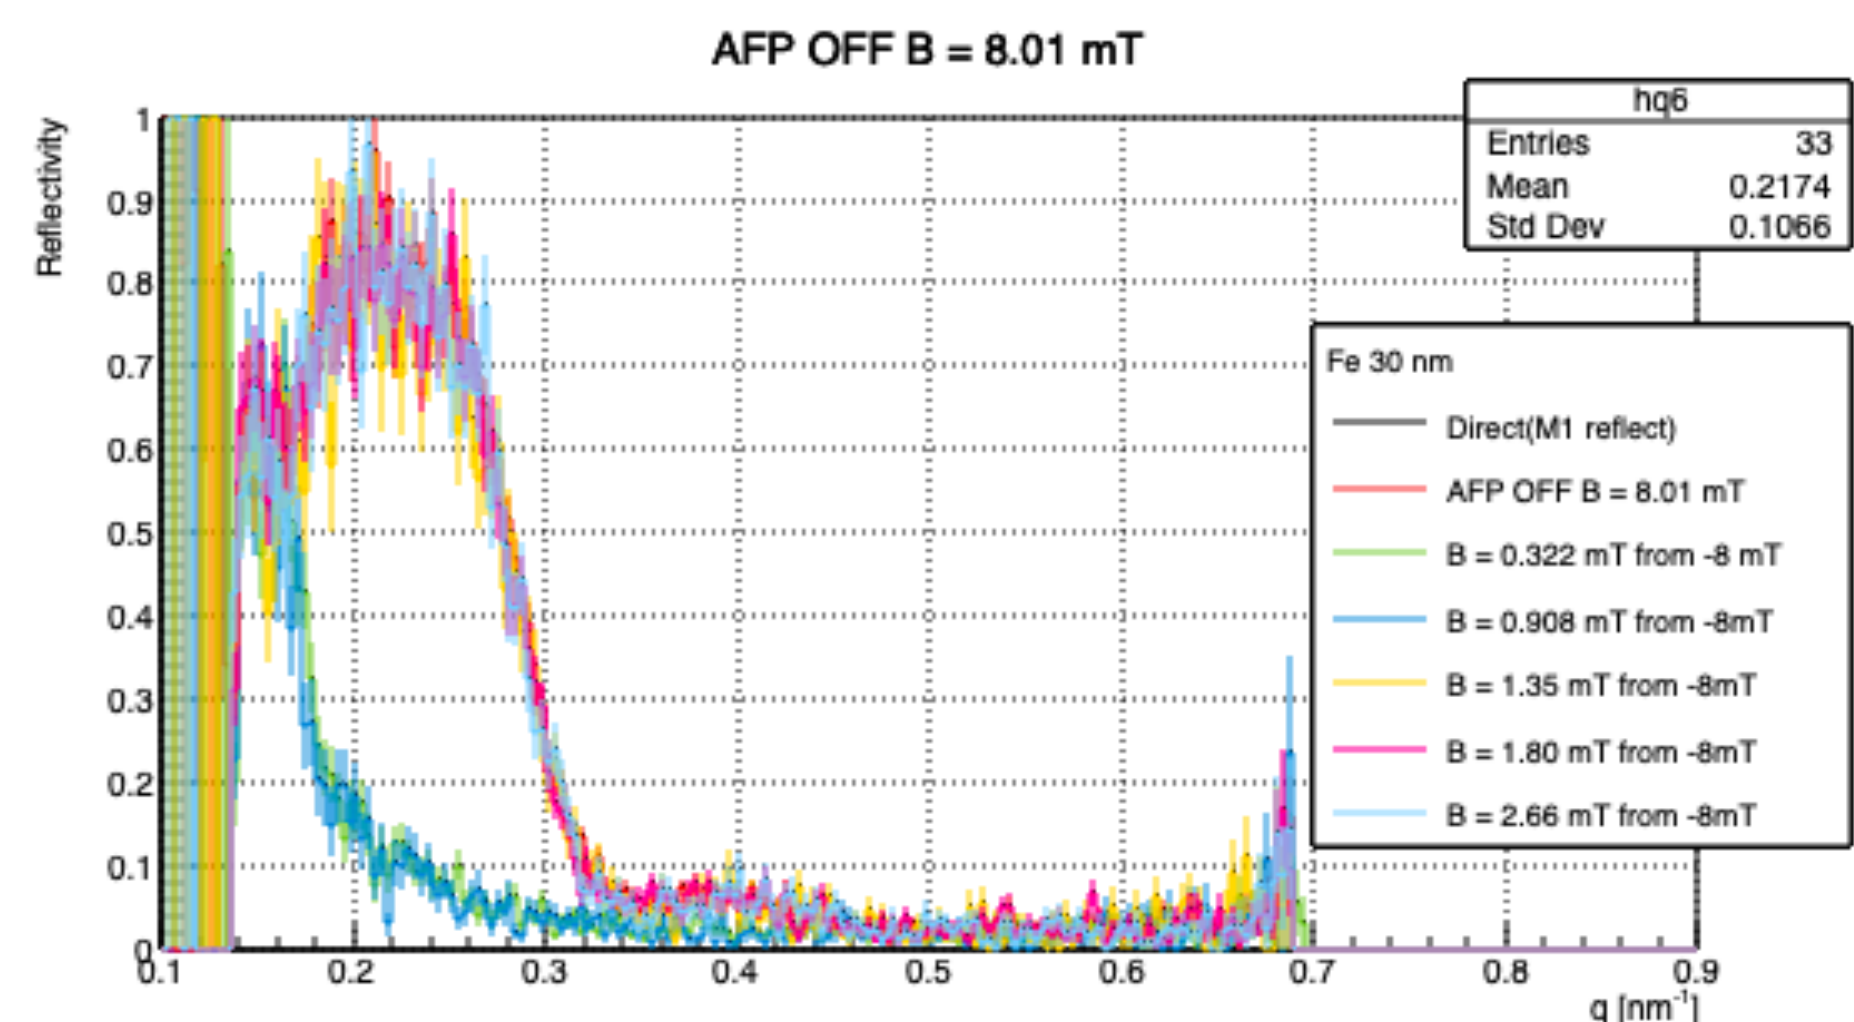 AFP OFF B = 8.01 mT
hq6
Entries 33
Mean 0.2174
Std Dev 0.1066
Reflectivity
1
0.9
0.8
0.7
0.6
0.5
0.4
0.3
0.2
0.1
0
0.1 0.2 0.3 0.4 0.5 0.6 0.7 0.8 0.9
q [nm⁻¹]
Fe 30 nm
Direct(M1 reflect)
AFP OFF B = 8.01 mT
B = 0.322 mT from -8 mT
B = 0.908 mT from -8mT
B = 1.35 mT from -8mT
B = 1.80 mT from -8mT
B = 2.66 mT from -8mT